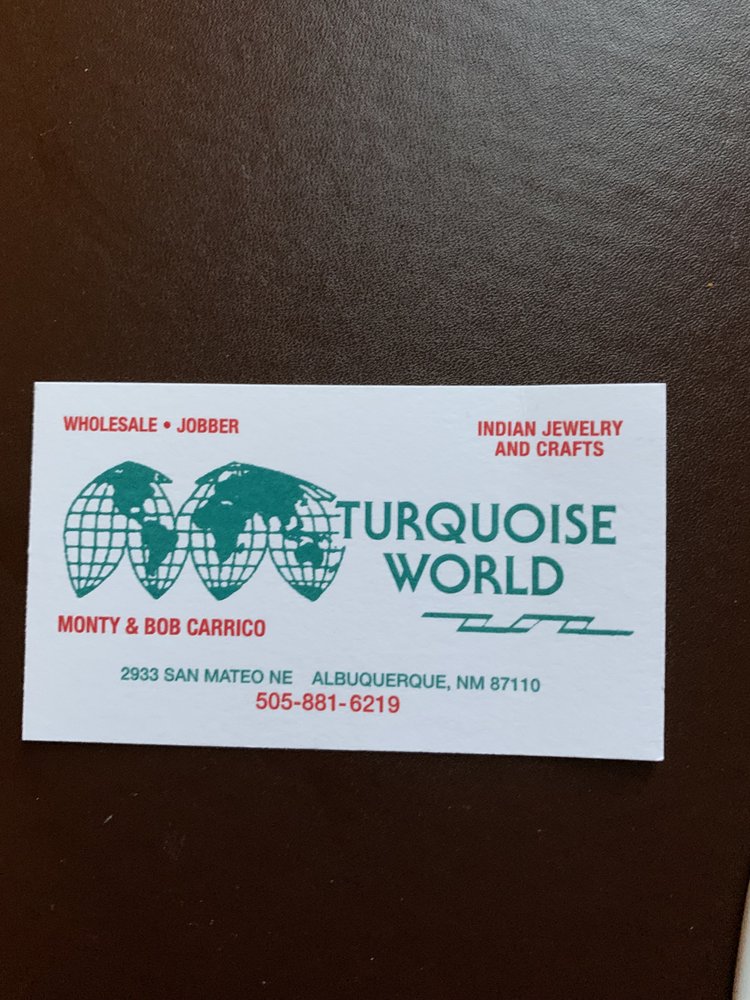 WHOLESALE • JOBBER
INDIAN JEWELRY
AND CRAFTS
TURQUOISE
WORLD
MONTY & BOB CARRICO
2933 SAN MATEO NE ALBUQUERQUE, NM 87110
505-881-6219